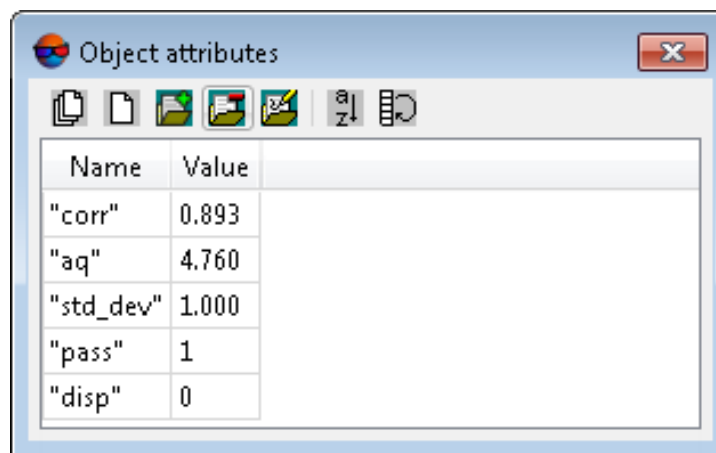 Object attributes
Name Value
"corr" 0.893
"aq" 4.760
"std_dev" 1.000
"pass" 1
"disp" 0